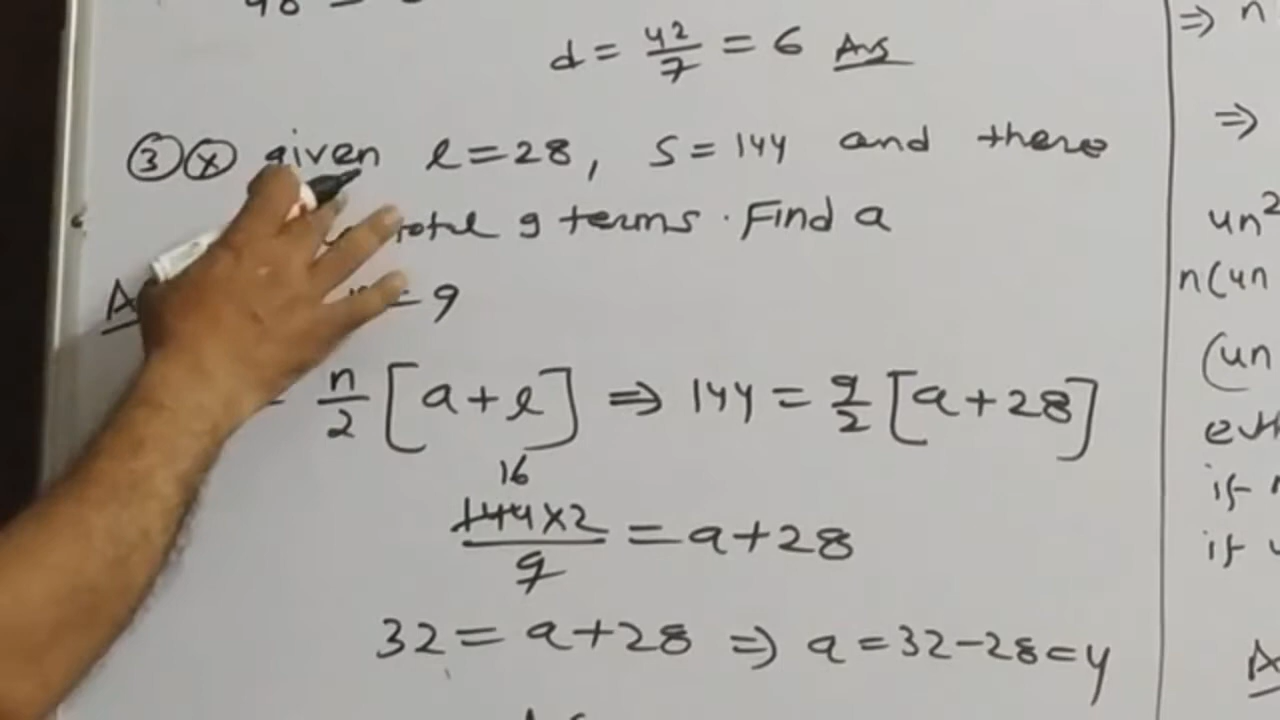 d = 42/7 = 6 Ans
③ ⓧ given l = 28, S = 144 and there
total 9 terms. Find a
= 9
n/2 [a + l] ⇒ 144 = 9/2 [a + 28]
16
144 × 2 / 9 = a + 28
32 = a + 28 ⇒ a = 32 - 28 = 4
⇒ n
⇒
4n²
n(4n
(4n
if
if